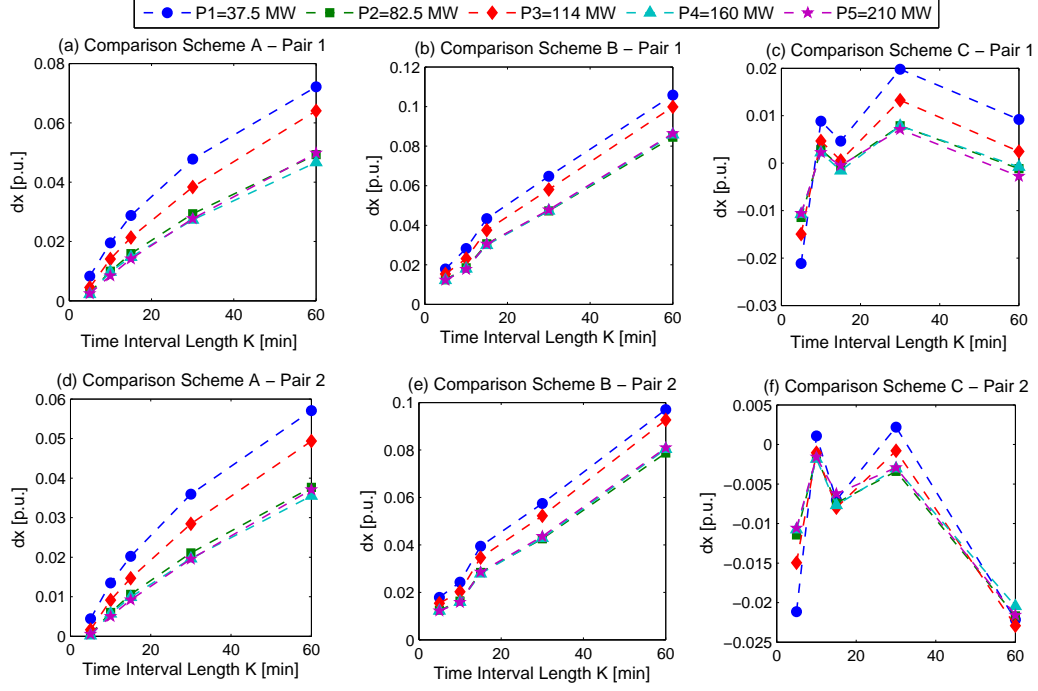 P1=37.5 MW P2=82.5 MW P3=114 MW P4=160 MW P5=210 MW
(a) Comparison Scheme A − Pair 1
0.08
0.06
0.04
0.02
0
0 20 40 60
dx [p.u.]
Time Interval Length K [min]
(b) Comparison Scheme B − Pair 1
0.12
0.1
0.08
0.06
0.04
0.02
0
0 20 40 60
dx [p.u.]
Time Interval Length K [min]
(c) Comparison Scheme C − Pair 1
0.02
0.01
0
−0.01
−0.02
−0.03
0 20 40 60
dx [p.u.]
Time Interval Length K [min]
(d) Comparison Scheme A − Pair 2
0.06
0.05
0.04
0.03
0.02
0.01
0
0 20 40 60
dx [p.u.]
Time Interval Length K [min]
(e) Comparison Scheme B − Pair 2
0.1
0.08
0.06
0.04
0.02
0
0 20 40 60
dx [p.u.]
Time Interval Length K [min]
(f) Comparison Scheme C − Pair 2
0.005
0
−0.005
−0.01
−0.015
−0.02
−0.025
0 20 40 60
dx [p.u.]
Time Interval Length K [min]